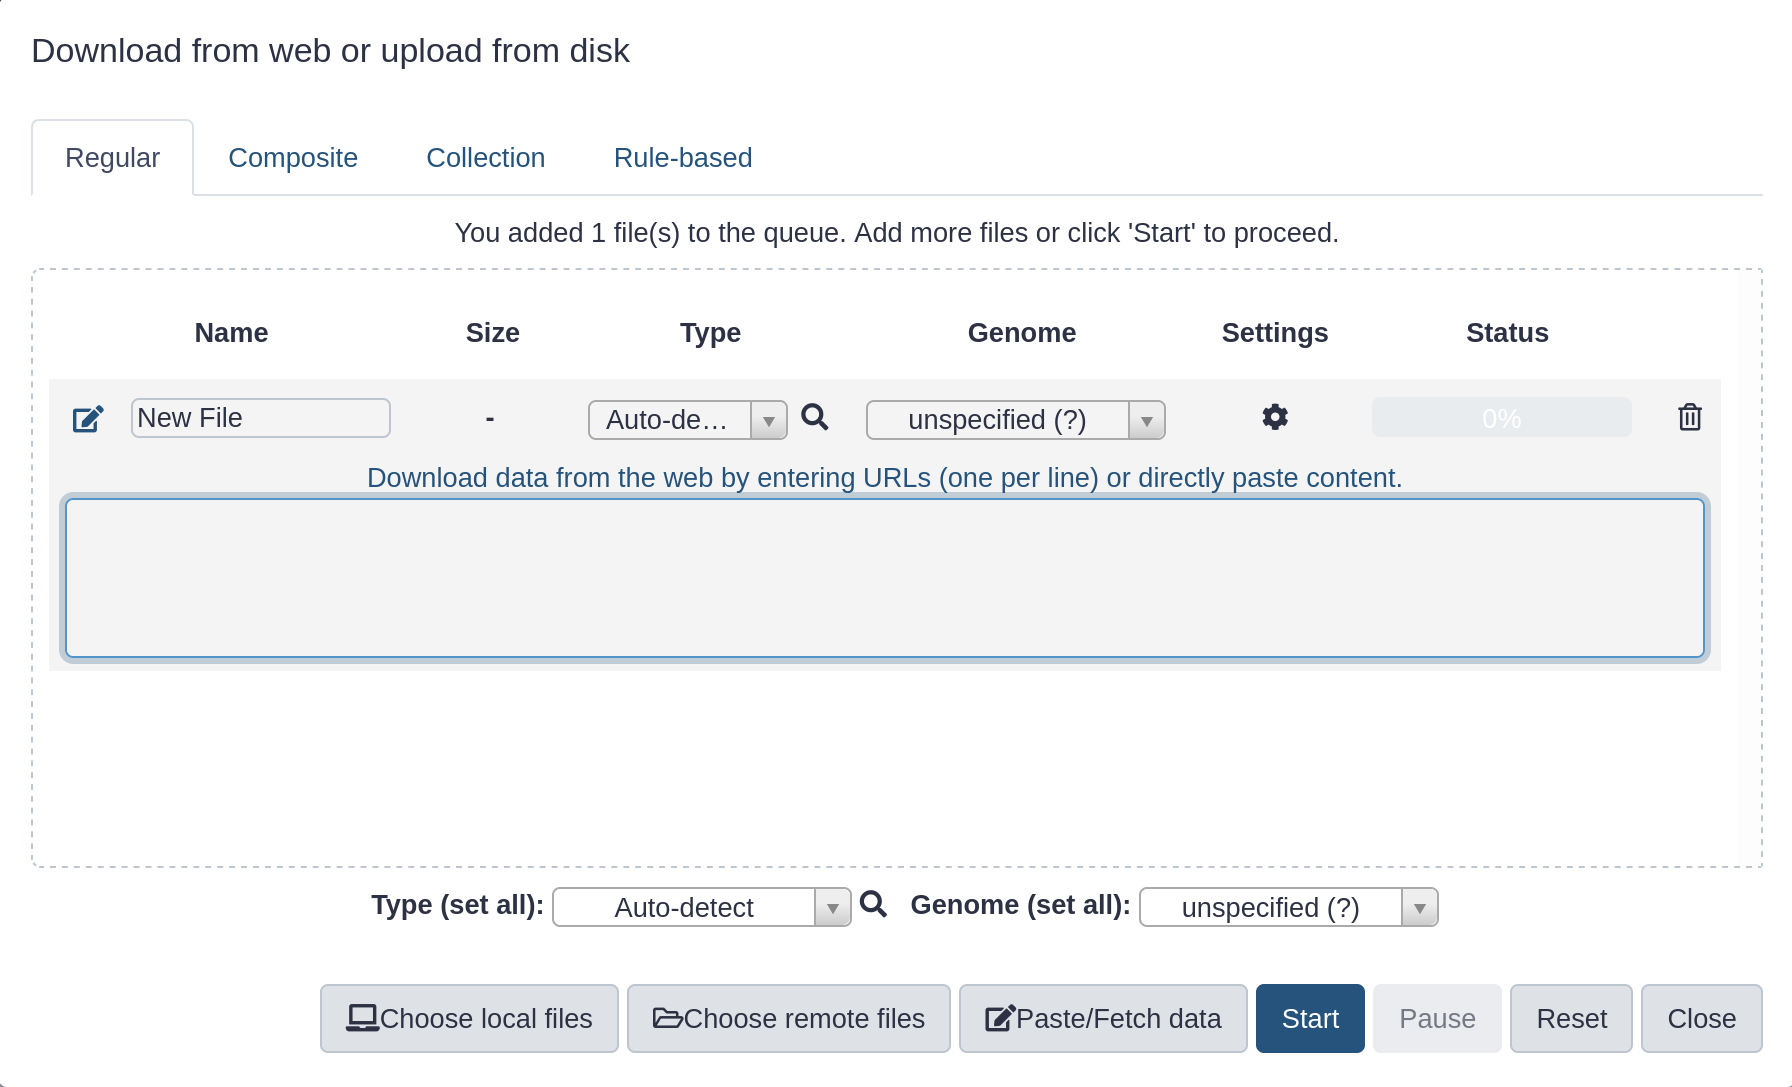 Download from web or upload from disk
Regular Composite Collection Rule-based
You added 1 file(s) to the queue. Add more files or click 'Start' to proceed.
Name Size Type Genome Settings Status
New File - Auto-de… unspecified (?) 0%
Download data from the web by entering URLs (one per line) or directly paste content.
Type (set all): Auto-detect Genome (set all): unspecified (?)
Choose local files Choose remote files Paste/Fetch data Start Pause Reset Close